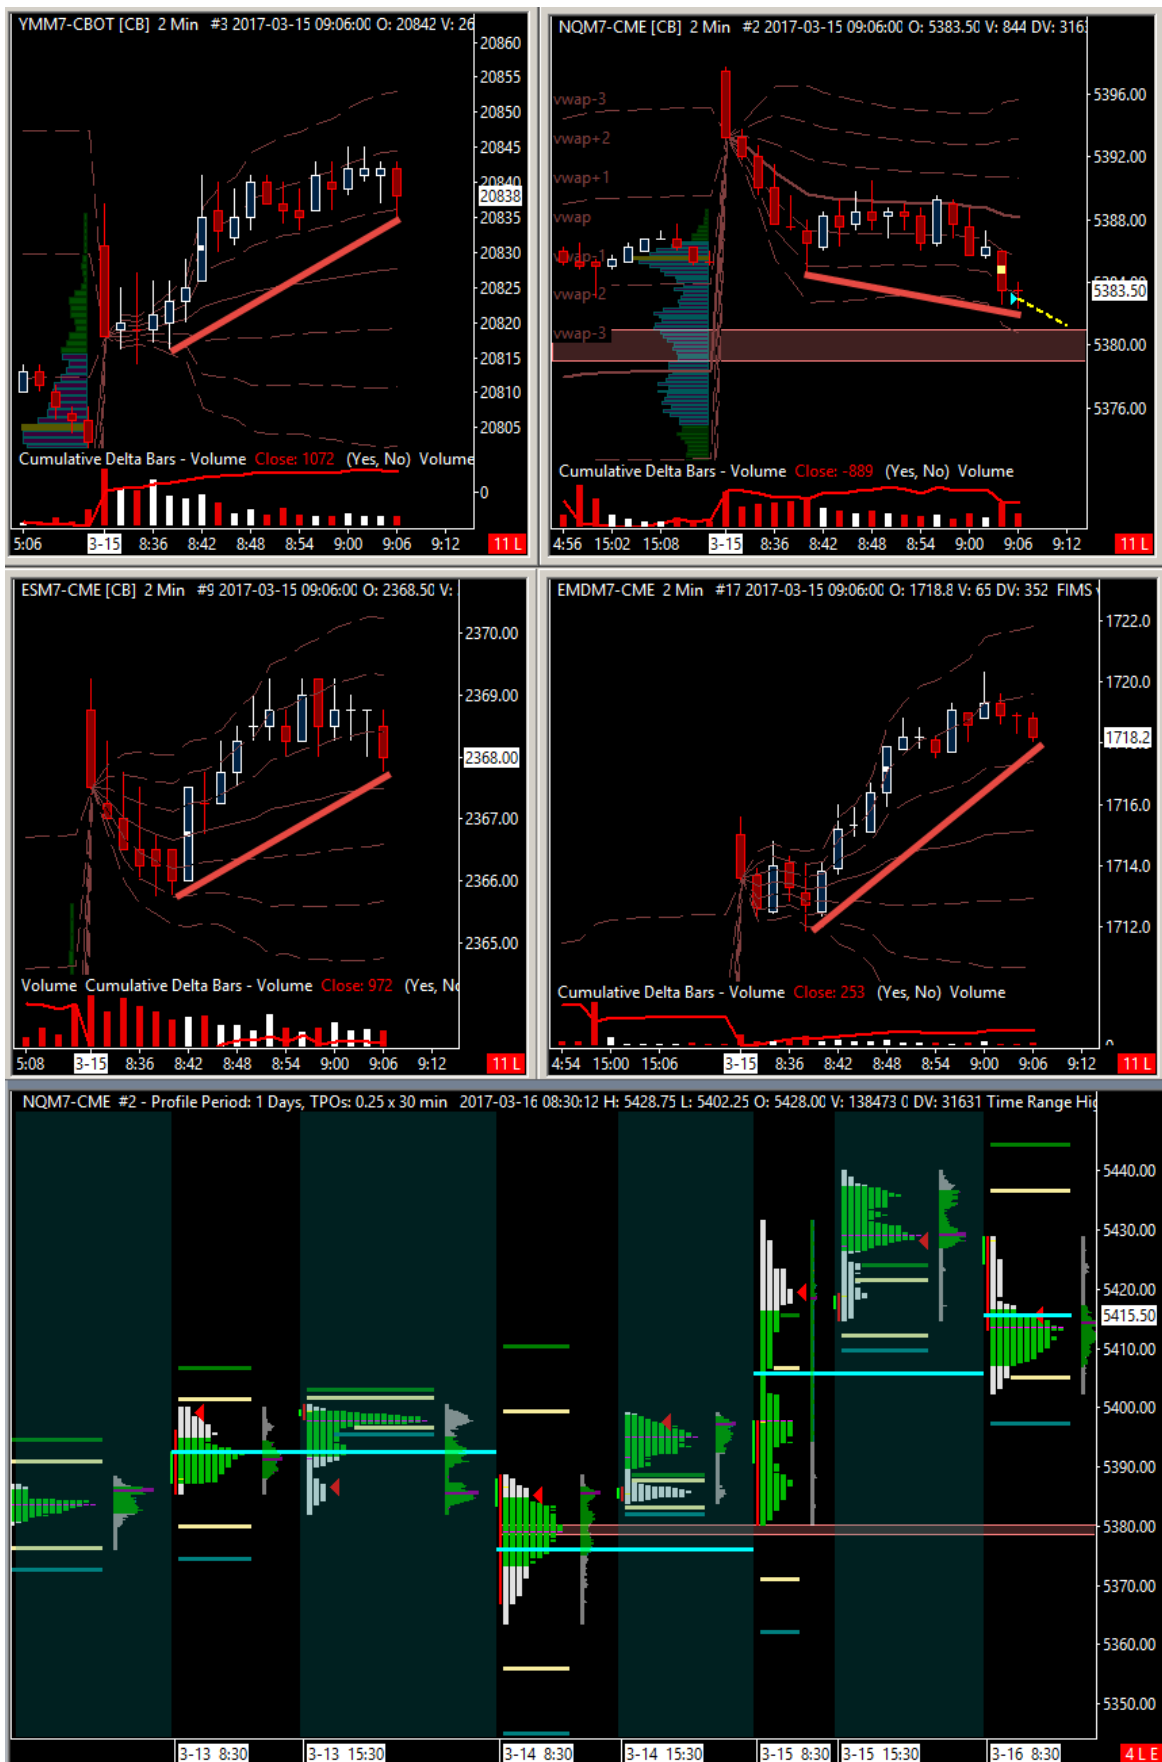 YMM7-CBOT [CB] 2 Min #3 2017-03-15 09:06:00 O: 20842 V: 26
20860
20855
20850
20845
20840
20838
20835
20830
20825
20820
20815
20810
20805
Cumulative Delta Bars - Volume Close: 1072 (Yes, No) Volume
0
5:06 3-15 8:36 8:42 8:48 8:54 9:00 9:06 9:12 11 L
NQM7-CME [CB] 2 Min #2 2017-03-15 09:06:00 O: 5383.50 V: 844 DV: 3163
vwap-3
5396.00
vwap+2
5392.00
vwap+1
vwap
5388.00
-1
5383.50
vwap-2
vwap-3
5380.00
5376.00
Cumulative Delta Bars - Volume Close: -889 (Yes, No) Volume
4:56 15:02 15:08 3-15 8:36 8:42 8:48 8:54 9:00 9:06 9:12 11 L
ESM7-CME [CB] 2 Min #9 2017-03-15 09:06:00 O: 2368.50 V:
2370.00
2369.00
2368.00
2367.00
2366.00
2365.00
Volume Cumulative Delta Bars - Volume Close: 972 (Yes, No
5:08 3-15 8:36 8:42 8:48 8:54 9:00 9:06 9:12 11 L
EMDM7-CME 2 Min #17 2017-03-15 09:06:00 O: 1718.8 V: 65 DV: 352 FIMS
1722.0
1720.0
1718.2
1716.0
1714.0
1712.0
Cumulative Delta Bars - Volume Close: 253 (Yes, No) Volume
4:54 15:00 15:06 3-15 8:36 8:42 8:48 8:54 9:00 9:06 9:12 11 L
NQM7-CME #2 - Profile Period: 1 Days, TPOs: 0.25 x 30 min 2017-03-16 08:30:12 H: 5428.75 L: 5402.25 O: 5428.00 V: 138473 0 DV: 31631 Time Range Hig
5440.00
5430.00
5420.00
5415.50
5410.00
5400.00
5390.00
5380.00
5370.00
5360.00
5350.00
3-13 8:30 3-13 15:30 3-14 8:30 3-14 15:30 3-15 8:30 3-15 15:30 3-16 8:30 4 L E